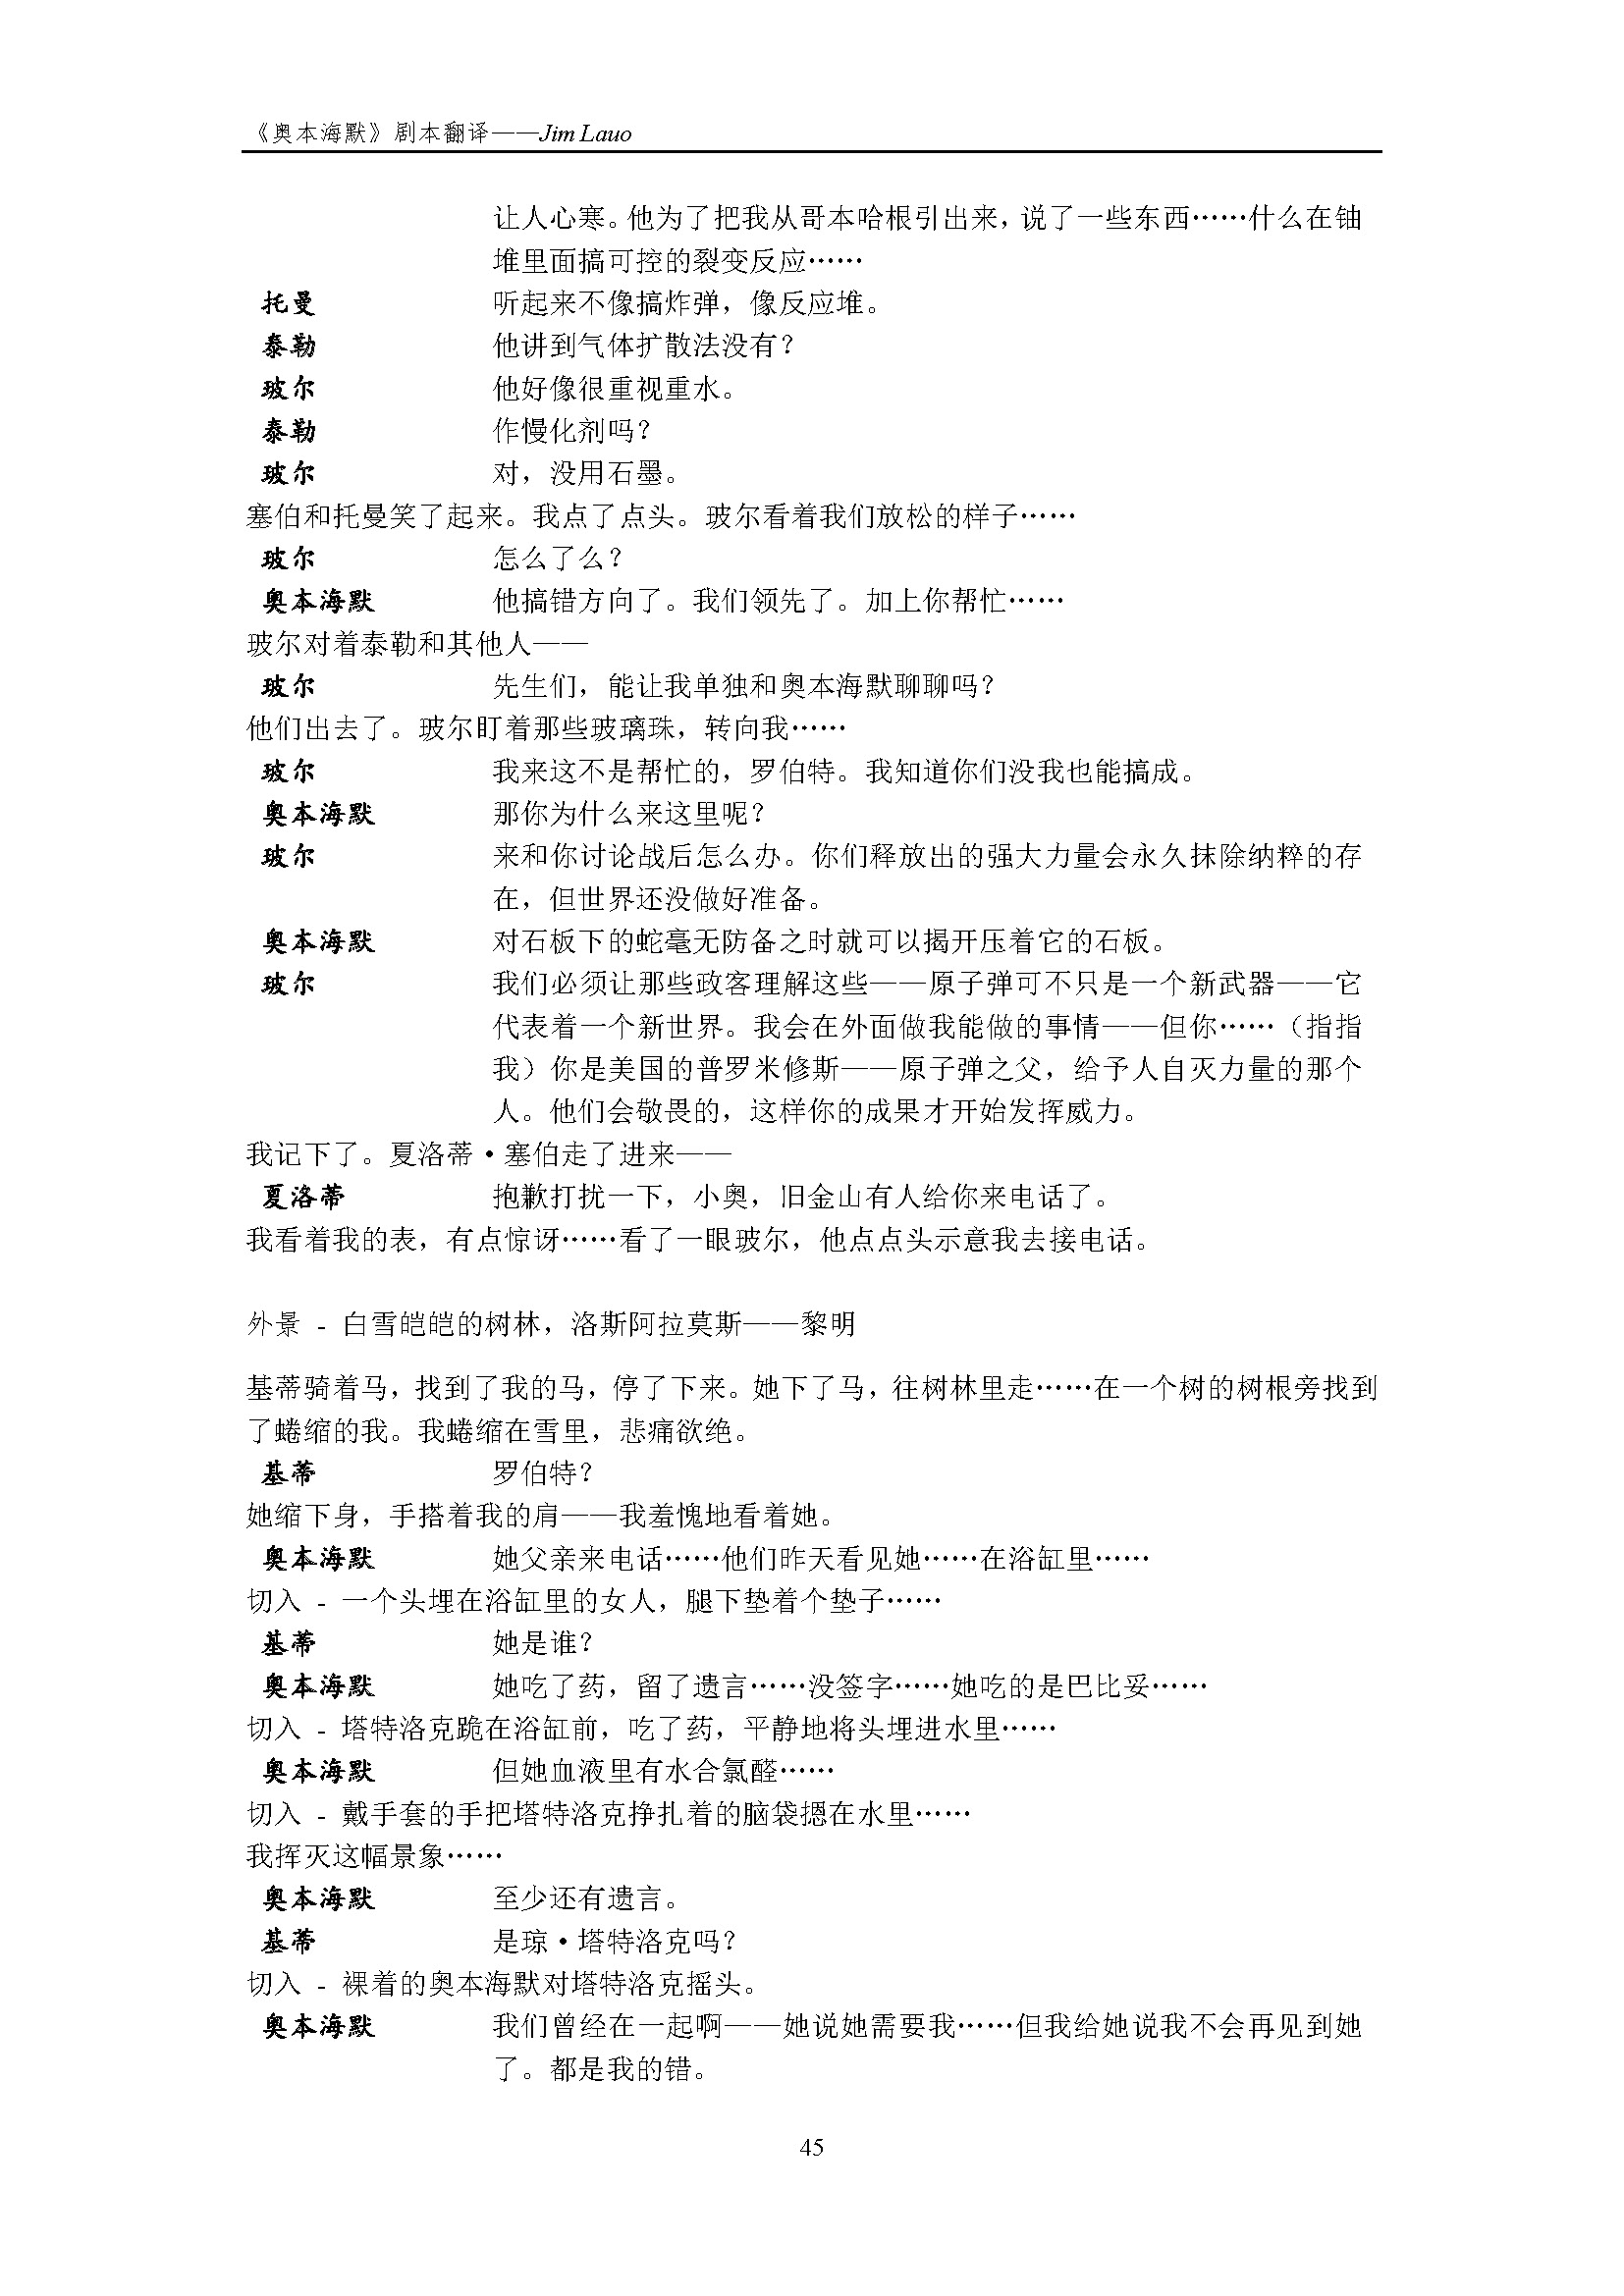 《奥本海默》剧本翻译——Jim Lauo
让人心寒。他为了把我从哥本哈根引出来，说了一些东西……什么在铀
堆里面搞可控的裂变反应……
托曼 听起来不像搞炸弹，像反应堆。
泰勒 他讲到气体扩散法没有？
玻尔 他好像很重视重水。
泰勒 作慢化剂吗？
玻尔 对，没用石墨。
塞伯和托曼笑了起来。我点了点头。玻尔看着我们放松的样子……
玻尔 怎么了么？
奥本海默 他搞错方向了。我们领先了。加上你帮忙……
玻尔对着泰勒和其他人——
玻尔 先生们，能让我单独和奥本海默聊聊吗？
他们出去了。玻尔盯着那些玻璃珠，转向我……
玻尔 我来这不是帮忙的，罗伯特。我知道你们没我也能搞成。
奥本海默 那你为什么来这里呢？
玻尔 来和你讨论战后怎么办。你们释放出的强大力量会永久抹除纳粹的存
在，但世界还没做好准备。
奥本海默 对石板下的蛇毫无防备之时就可以揭开压着它的石板。
玻尔 我们必须让那些政客理解这些——原子弹可不只是一个新武器——它
代表着一个新世界。我会在外面做我能做的事情——但你……（指指
我）你是美国的普罗米修斯——原子弹之父，给予人自灭力量的那个
人。他们会敬畏的，这样你的成果才开始发挥威力。
我记下了。夏洛蒂·塞伯走了进来——
夏洛蒂 抱歉打扰一下，小奥，旧金山有人给你来电话了。
我看着我的表，有点惊讶……看了一眼玻尔，他点点头示意我去接电话。
外景 - 白雪皑皑的树林，洛斯阿拉莫斯——黎明
基蒂骑着马，找到了我的马，停了下来。她下了马，往树林里走……在一个树的树根旁找到
了蜷缩的我。我蜷缩在雪里，悲痛欲绝。
基蒂 罗伯特？
她缩下身，手搭着我的肩——我羞愧地看着她。
奥本海默 她父亲来电话……他们昨天看见她……在浴缸里……
切入 - 一个头埋在浴缸里的女人，腿下垫着个垫子……
基蒂 她是谁？
奥本海默 她吃了药，留了遗言……没签字……她吃的是巴比妥……
切入 - 塔特洛克跪在浴缸前，吃了药，平静地将头埋进水里……
奥本海默 但她血液里有水合氯醛……
切入 - 戴手套的手把塔特洛克挣扎着的脑袋摁在水里……
我挥灭这幅景象……
奥本海默 至少还有遗言。
基蒂 是琼·塔特洛克吗？
切入 - 裸着的奥本海默对塔特洛克摇头。
奥本海默 我们曾经在一起啊——她说她需要我……但我给她说我不会再见到她
了。都是我的错。
45